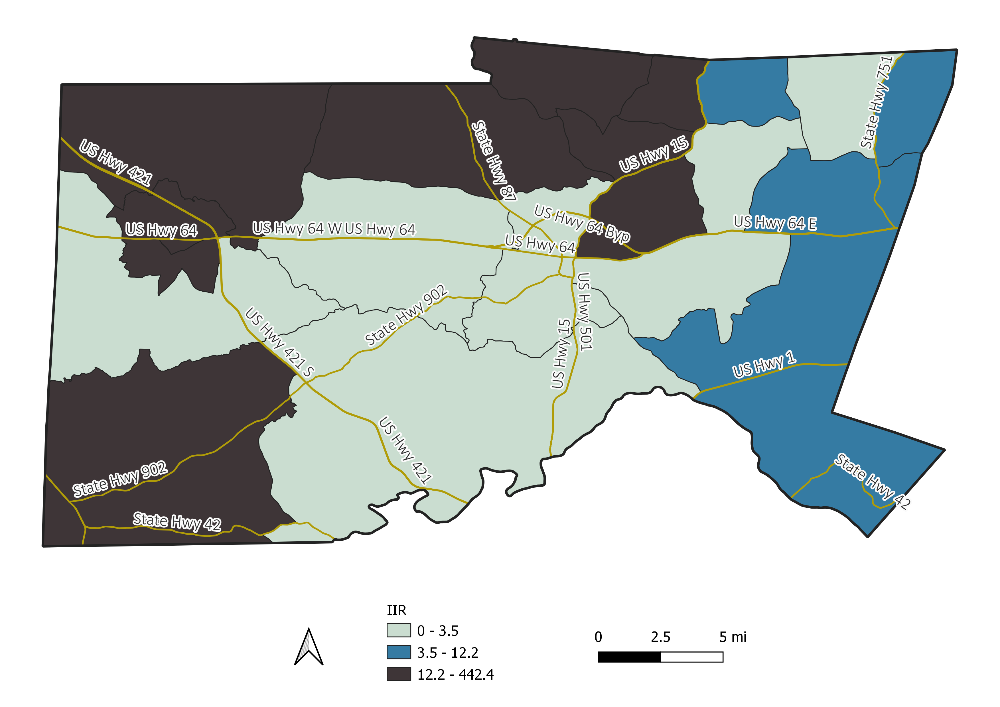 State Hwy 751
US Hwy 421
State Hwy 87
US Hwy 15
US Hwy 64
US Hwy 64 W
US Hwy 64
US Hwy 64 Byp
US Hwy 64 E
US Hwy 64
State Hwy 902
US Hwy 501
US Hwy 421 S
US Hwy 15
US Hwy 1
US Hwy 421
State Hwy 902
State Hwy 42
State Hwy 42
IIR
0 - 3.5
3.5 - 12.2
12.2 - 442.4
0 2.5 5 mi